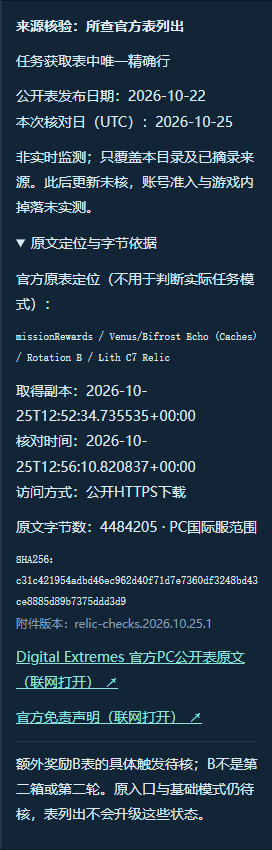 来源核验：所查官方表列出
任务获取表中唯一精确行
公开表发布日期：2026-10-22
本次核对日（UTC）：2026-10-25
非实时监测；只覆盖本目录及已摘录来
源。此后更新未核，账号准入与游戏内
掉落未实测。
▼ 原文定位与字节依据
官方原表定位（不用于判断实际任务模
式）：
missionRewards / Venus/Bifrost Echo (Caches)
/ Rotation B / Lith C7 Relic
取得副本：2026-10-
25T12:52:34.735535+00:00
核对时间：2026-10-
25T12:56:10.820837+00:00
访问方式：公开HTTPS下载
原文字节数：4484205 · PC国际服范围
SHA256:
c31c421954adbd46ec962d40f71d7e7360df3248bd43
ce8885d89b7375ddd3d9
附件版本：relic-checks.2026.10.25.1
Digital Extremes 官方PC公开表原文
（联网打开） ↗
官方免责声明（联网打开） ↗
额外奖励B表的具体触发待核；B不是第
二箱或第二轮。原入口与基础模式仍待
核，表列出不会升级这些状态。